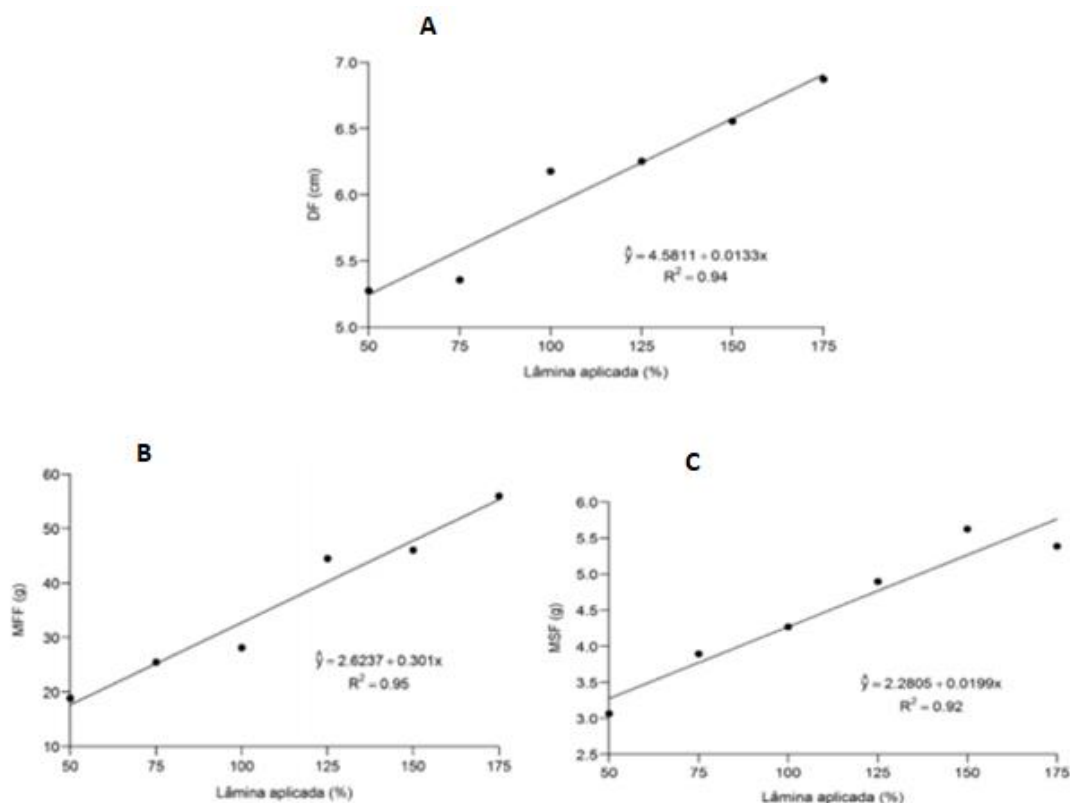 A
7.0
6.5
6.0
5.5
5.0
DF (cm)
ŷ = 4.5811 + 0.0133x
R² = 0.94
50 75 100 125 150 175
Lâmina aplicada (%)
B
60
50
40
30
20
10
MFF (g)
ŷ = 2.6237 + 0.301x
R² = 0.95
50 75 100 125 150 175
Lâmina aplicada (%)
C
6.0
5.5
5.0
4.5
4.0
3.5
3.0
2.5
MSF (g)
ŷ = 2.2805 + 0.0199x
R² = 0.92
50 75 100 125 150 175
Lâmina aplicada (%)